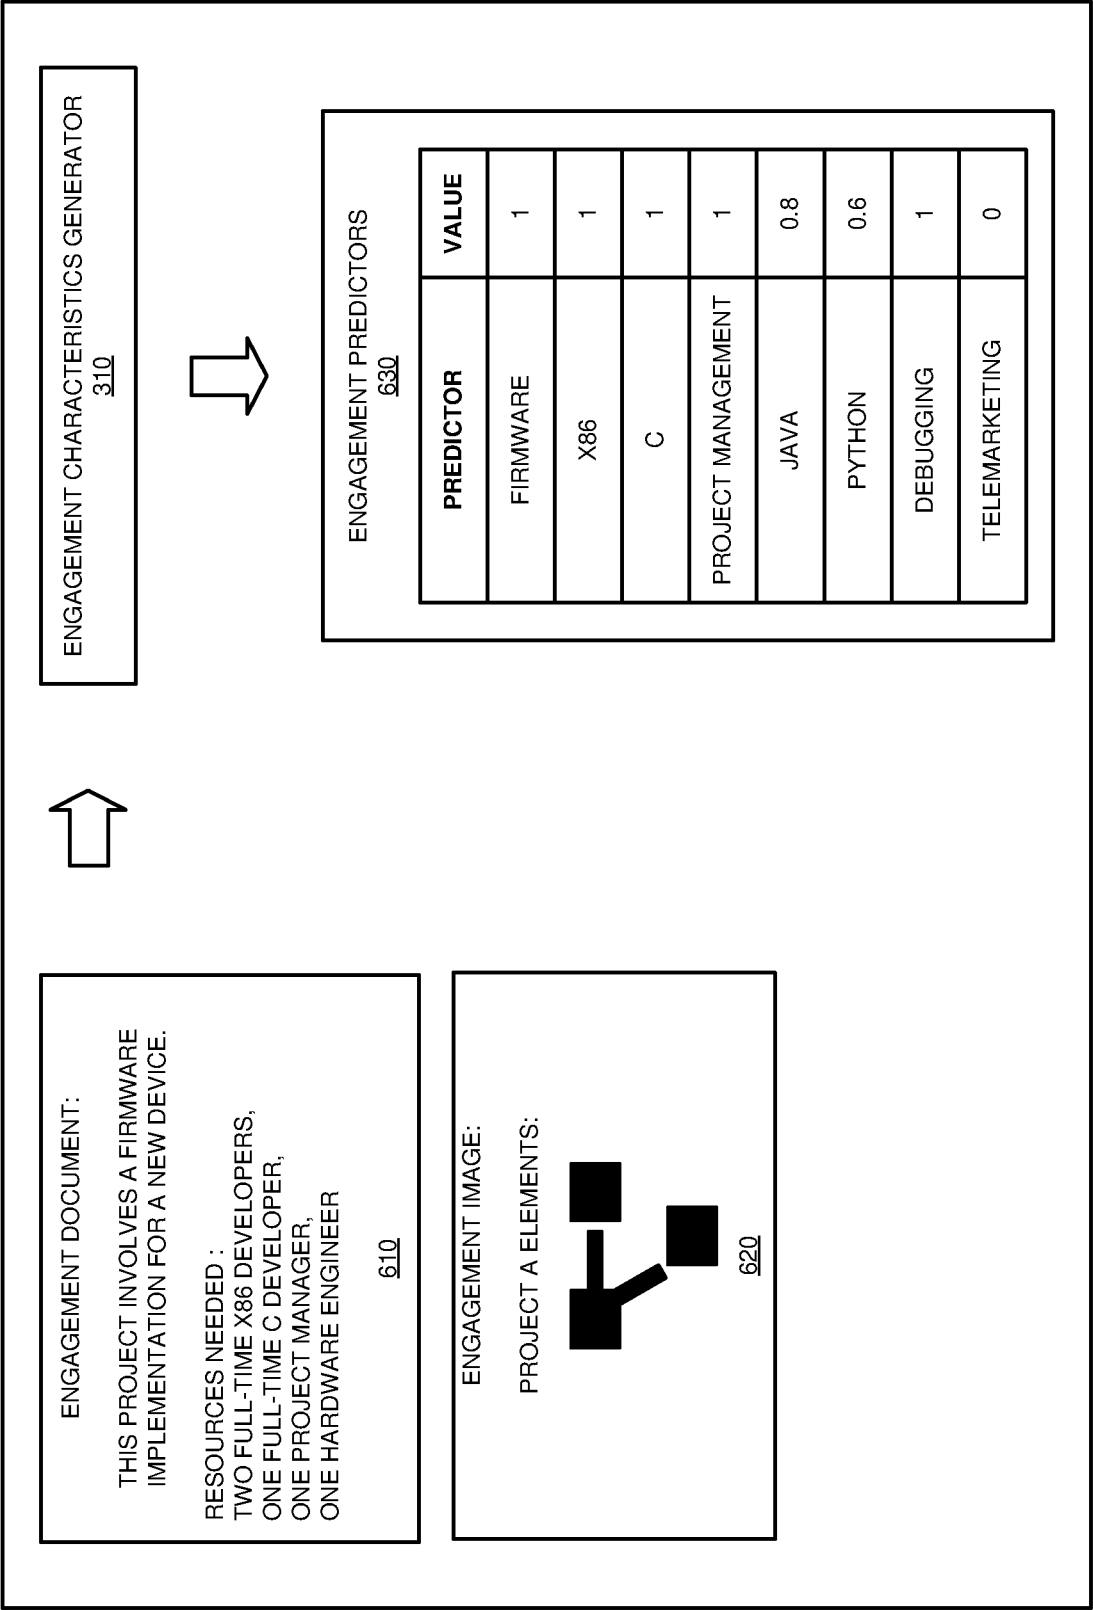 ENGAGEMENT DOCUMENT:
THIS PROJECT INVOLVES A FIRMWARE
IMPLEMENTATION FOR A NEW DEVICE.
RESOURCES NEEDED :
TWO FULL-TIME X86 DEVELOPERS,
ONE FULL-TIME C DEVELOPER,
ONE PROJECT MANAGER,
ONE HARDWARE ENGINEER
610
ENGAGEMENT IMAGE:
PROJECT A ELEMENTS:
620
ENGAGEMENT CHARACTERISTICS GENERATOR
310
ENGAGEMENT PREDICTORS
630
PREDICTOR VALUE
FIRMWARE 1
X86 1
C 1
PROJECT MANAGEMENT 1
JAVA 0.8
PYTHON 0.6
DEBUGGING 1
TELEMARKETING 0